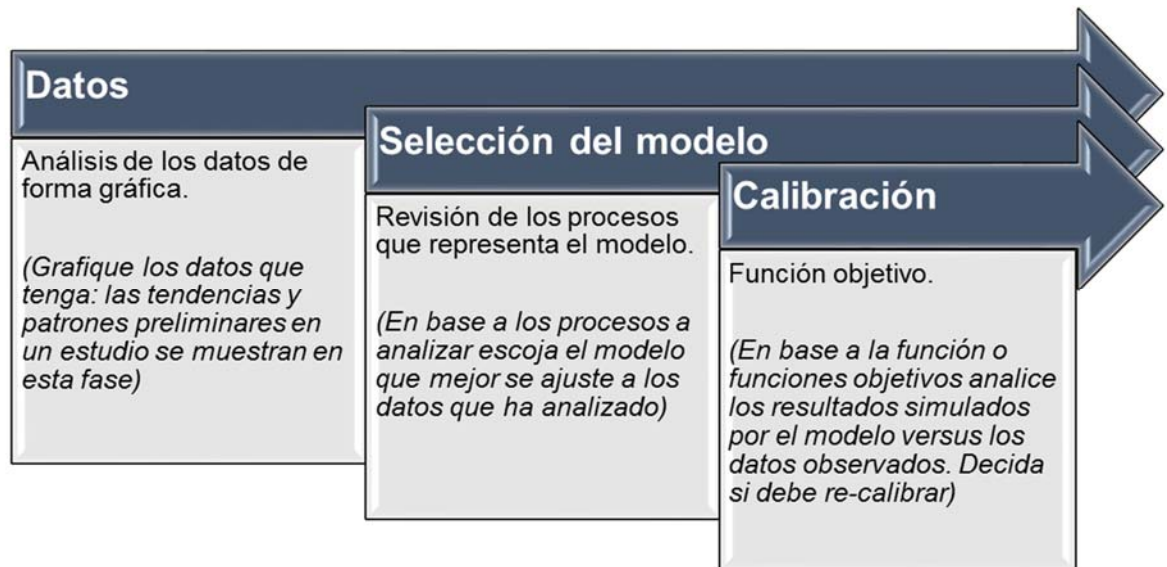 Datos
Análisis de los datos de
forma gráfica.
(Grafique los datos que
tenga: las tendencias y
patrones preliminares en
un estudio se muestran en
esta fase)
Selección del modelo
Revisión de los procesos
que representa el modelo.
(En base a los procesos a
analizar escoja el modelo
que mejor se ajuste a los
datos que ha analizado)
Calibración
Función objetivo.
(En base a la función o
funciones objetivos analice
los resultados simulados
por el modelo versus los
datos observados. Decida
si debe re-calibrar)